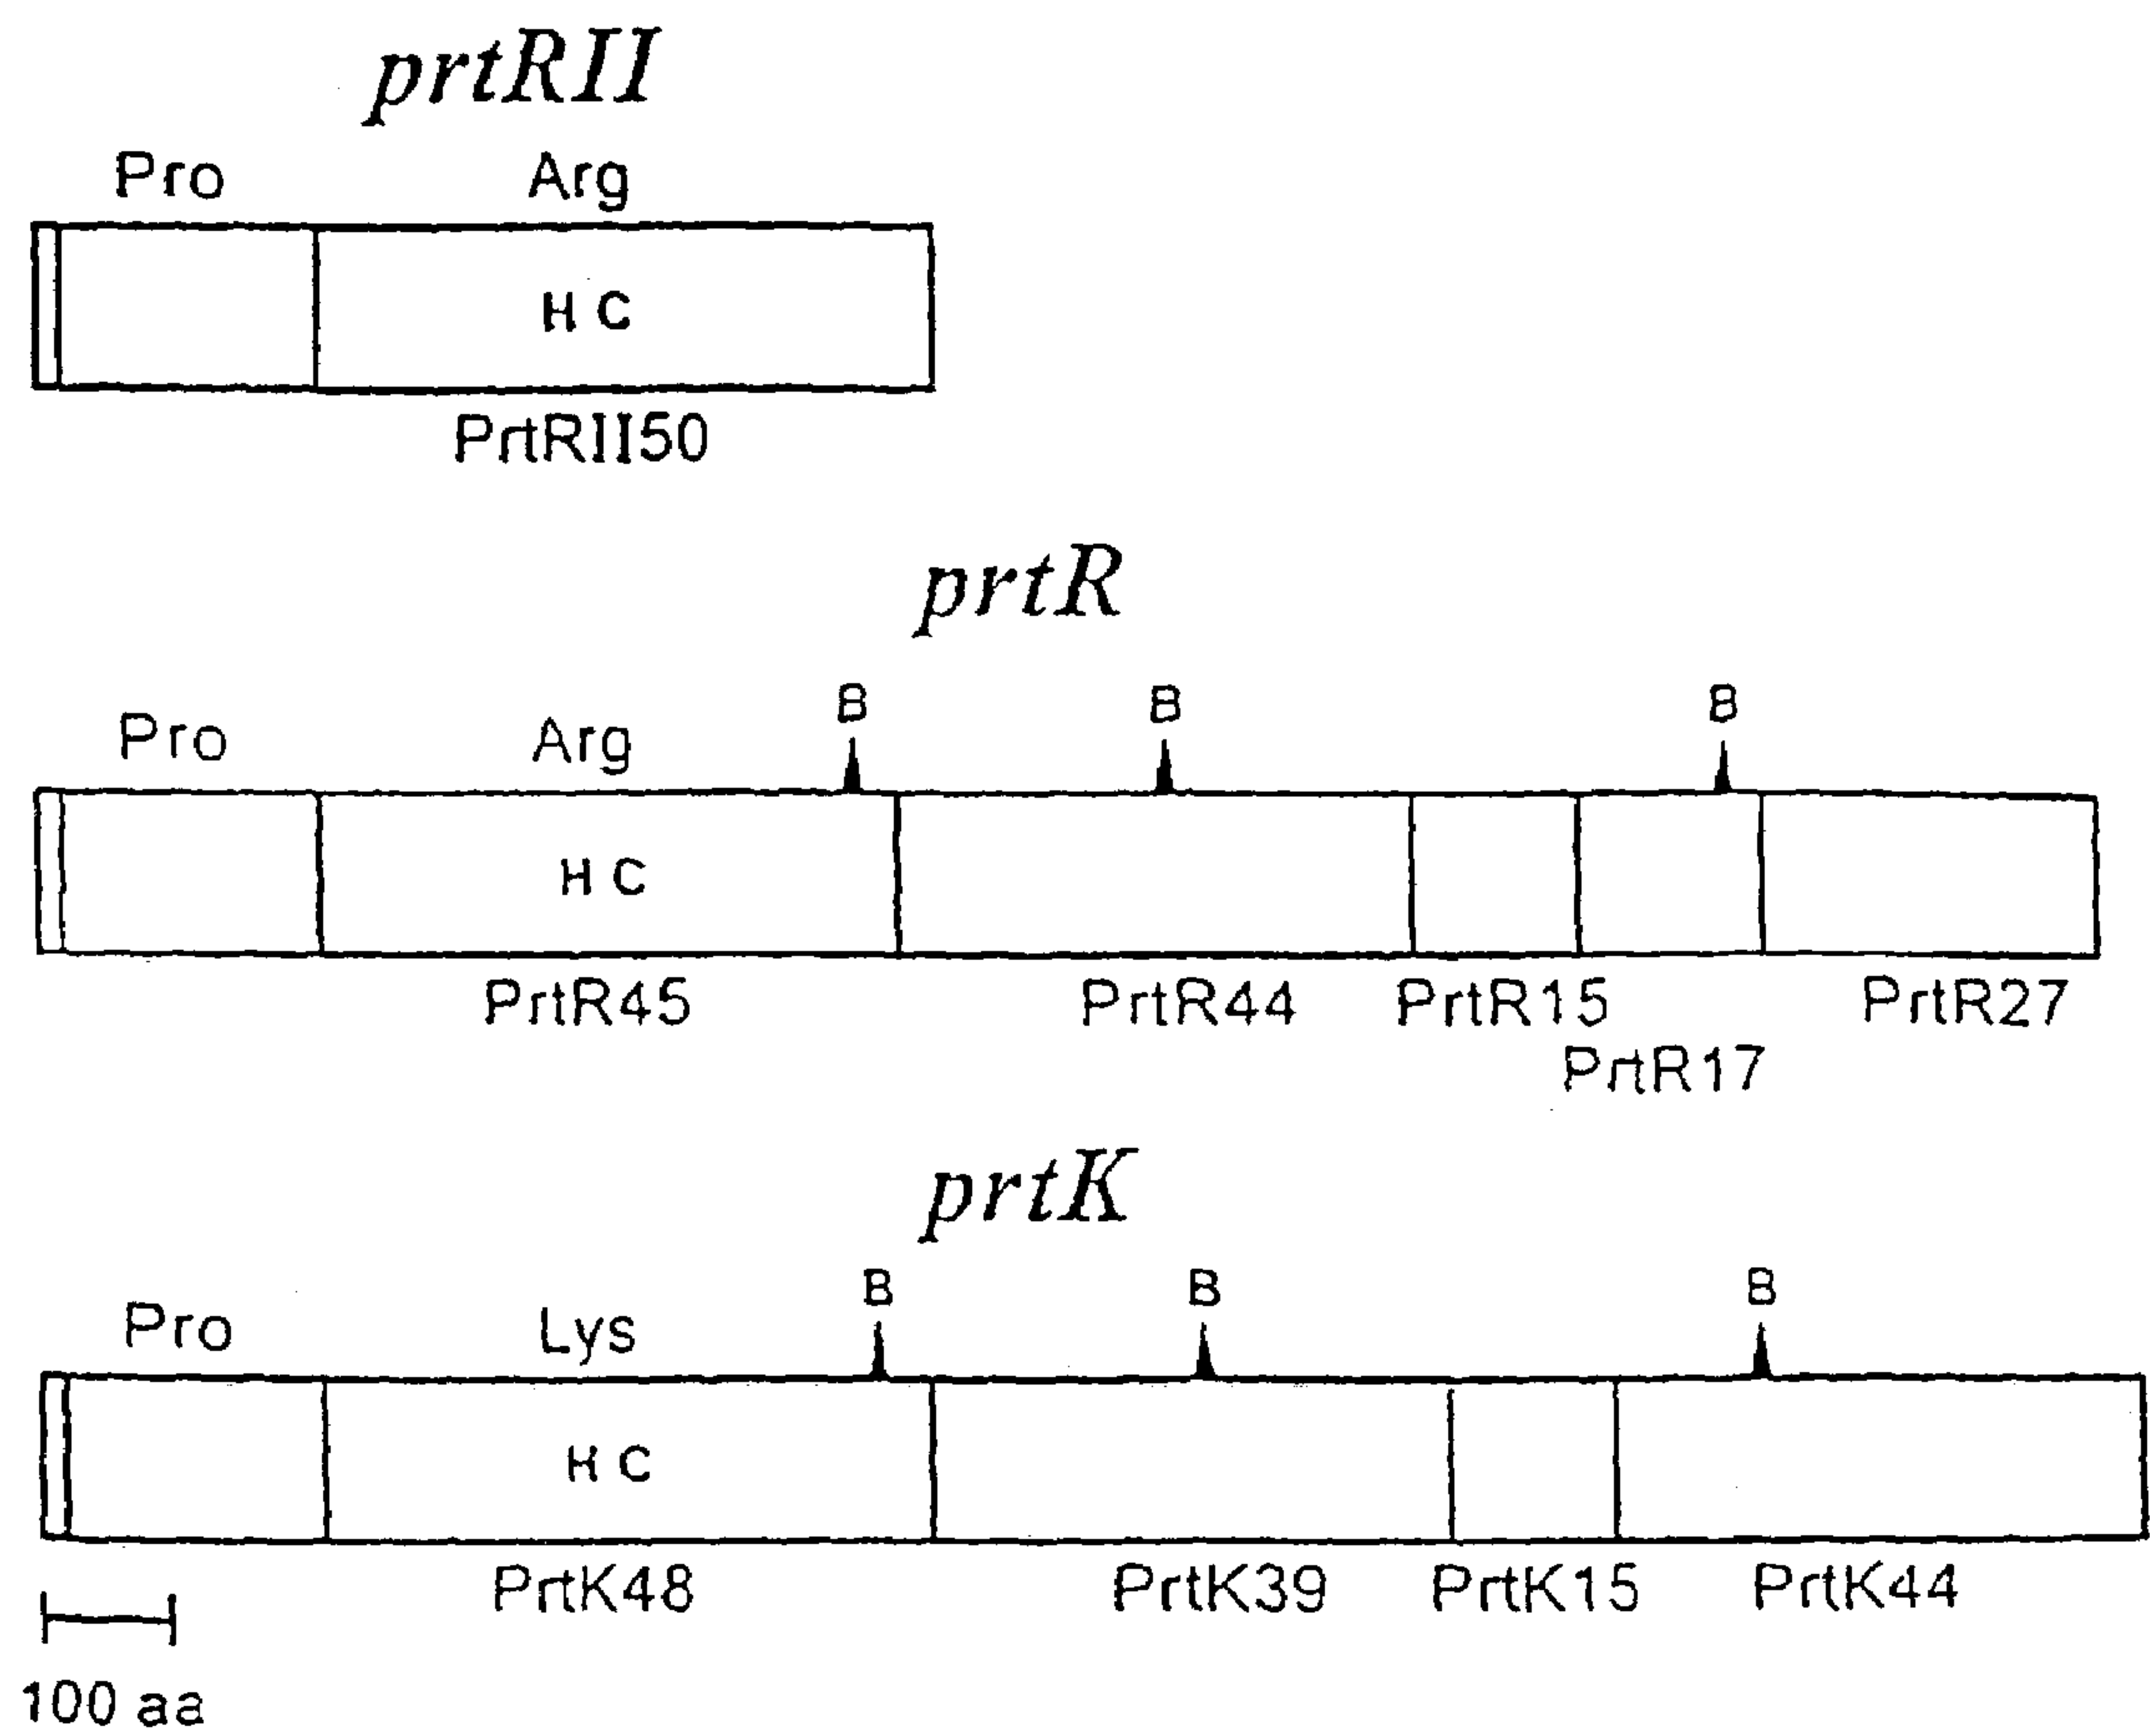 prtRII
Pro Arg
H C
PrtRII50
prtR
B B B
Pro Arg
H C
PrtR45 PrtR44 PrtR15 PrtR27
PrtR17
prtK
B B B
Pro Lys
H C
PrtK48 PrtK39 PrtK15 PrtK44
100 aa